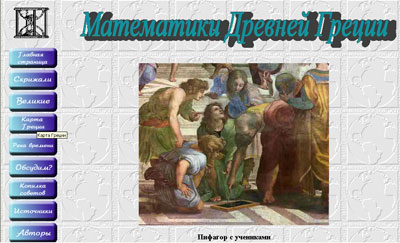 Математики Древней Греции
Главная
страница
Скрижали
Великие
Карта
Греции
Карта Греции
Река времени
Обсудим?
Копилка
советов
Источники
Авторы
Пифагор с учениками